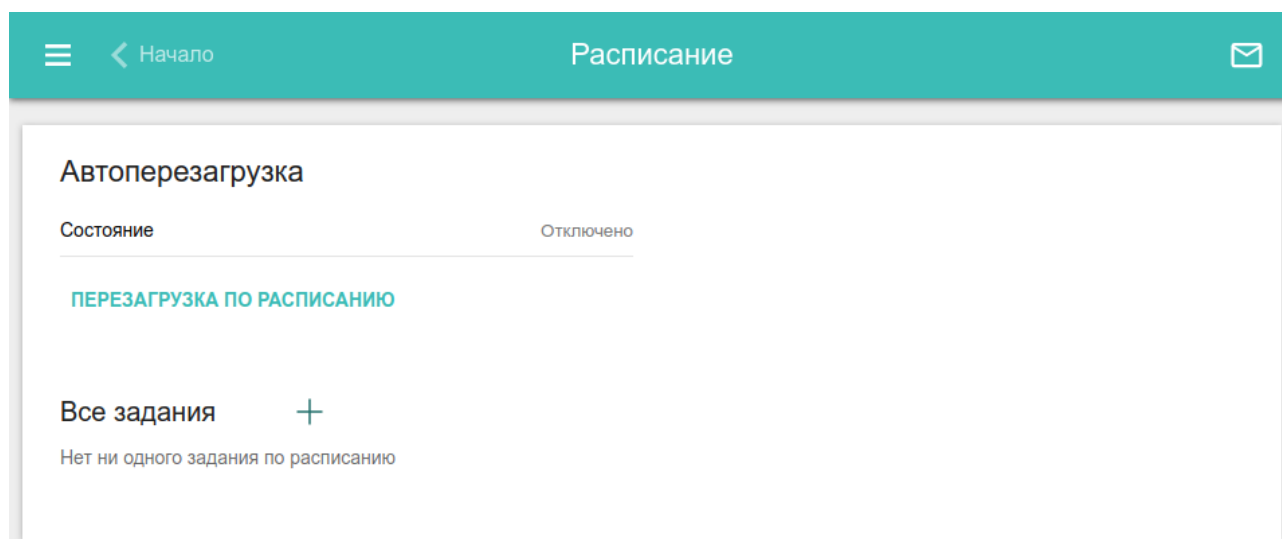 Начало
Расписание
Автоперезагрузка
Состояние
Отключено
ПЕРЕЗАГРУЗКА ПО РАСПИСАНИЮ
Все задания
Нет ни одного задания по расписанию